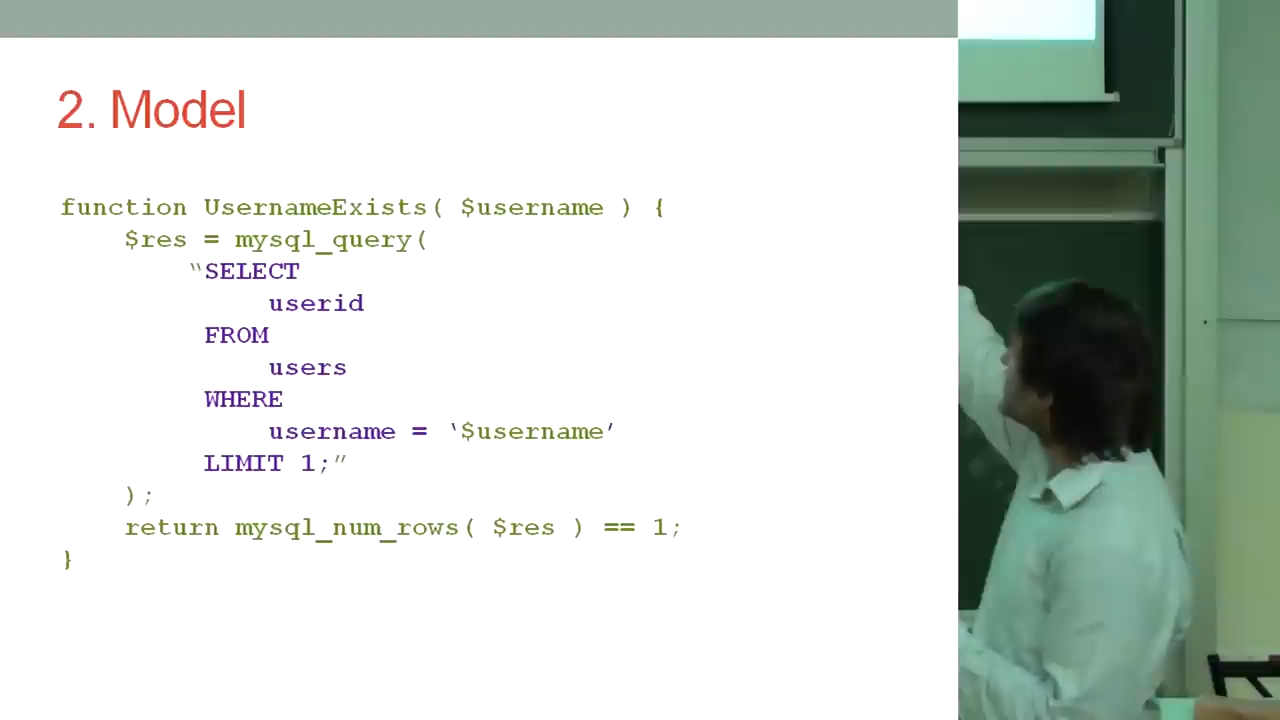 2. Model
function UsernameExists( $username ) {
    $res = mysql_query(
        “SELECT
             userid
         FROM
             users
         WHERE
             username = ‘$username’
         LIMIT 1;”
    );
    return mysql_num_rows( $res ) == 1;
}